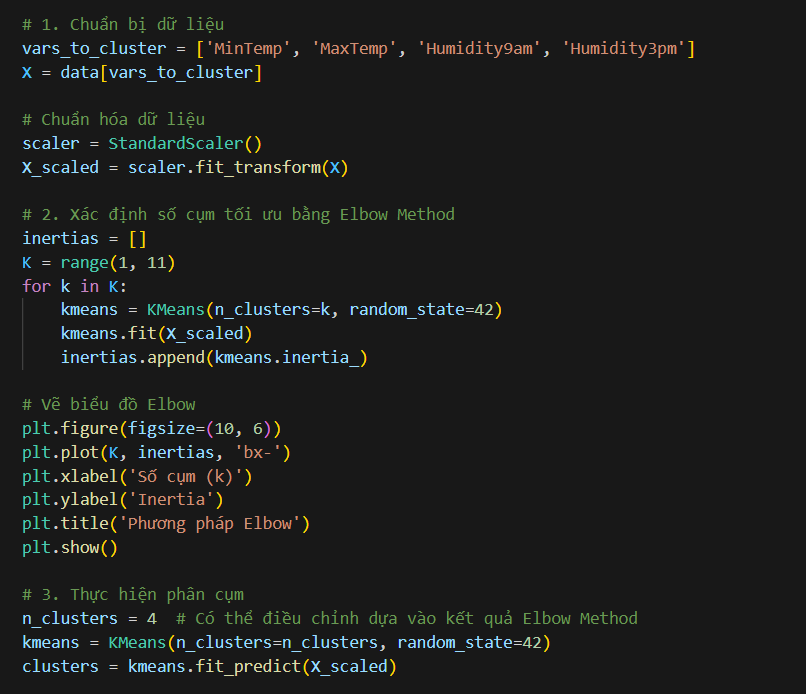 # 1. Chuẩn bị dữ liệu
vars_to_cluster = ['MinTemp', 'MaxTemp', 'Humidity9am', 'Humidity3pm']
X = data[vars_to_cluster]

# Chuẩn hóa dữ liệu
scaler = StandardScaler()
X_scaled = scaler.fit_transform(X)

# 2. Xác định số cụm tối ưu bằng Elbow Method
inertias = []
K = range(1, 11)
for k in K:
    kmeans = KMeans(n_clusters=k, random_state=42)
    kmeans.fit(X_scaled)
    inertias.append(kmeans.inertia_)

# Vẽ biểu đồ Elbow
plt.figure(figsize=(10, 6))
plt.plot(K, inertias, 'bx-')
plt.xlabel('Số cụm (k)')
plt.ylabel('Inertia')
plt.title('Phương pháp Elbow')
plt.show()

# 3. Thực hiện phân cụm
n_clusters = 4  # Có thể điều chỉnh dựa vào kết quả Elbow Method
kmeans = KMeans(n_clusters=n_clusters, random_state=42)
clusters = kmeans.fit_predict(X_scaled)